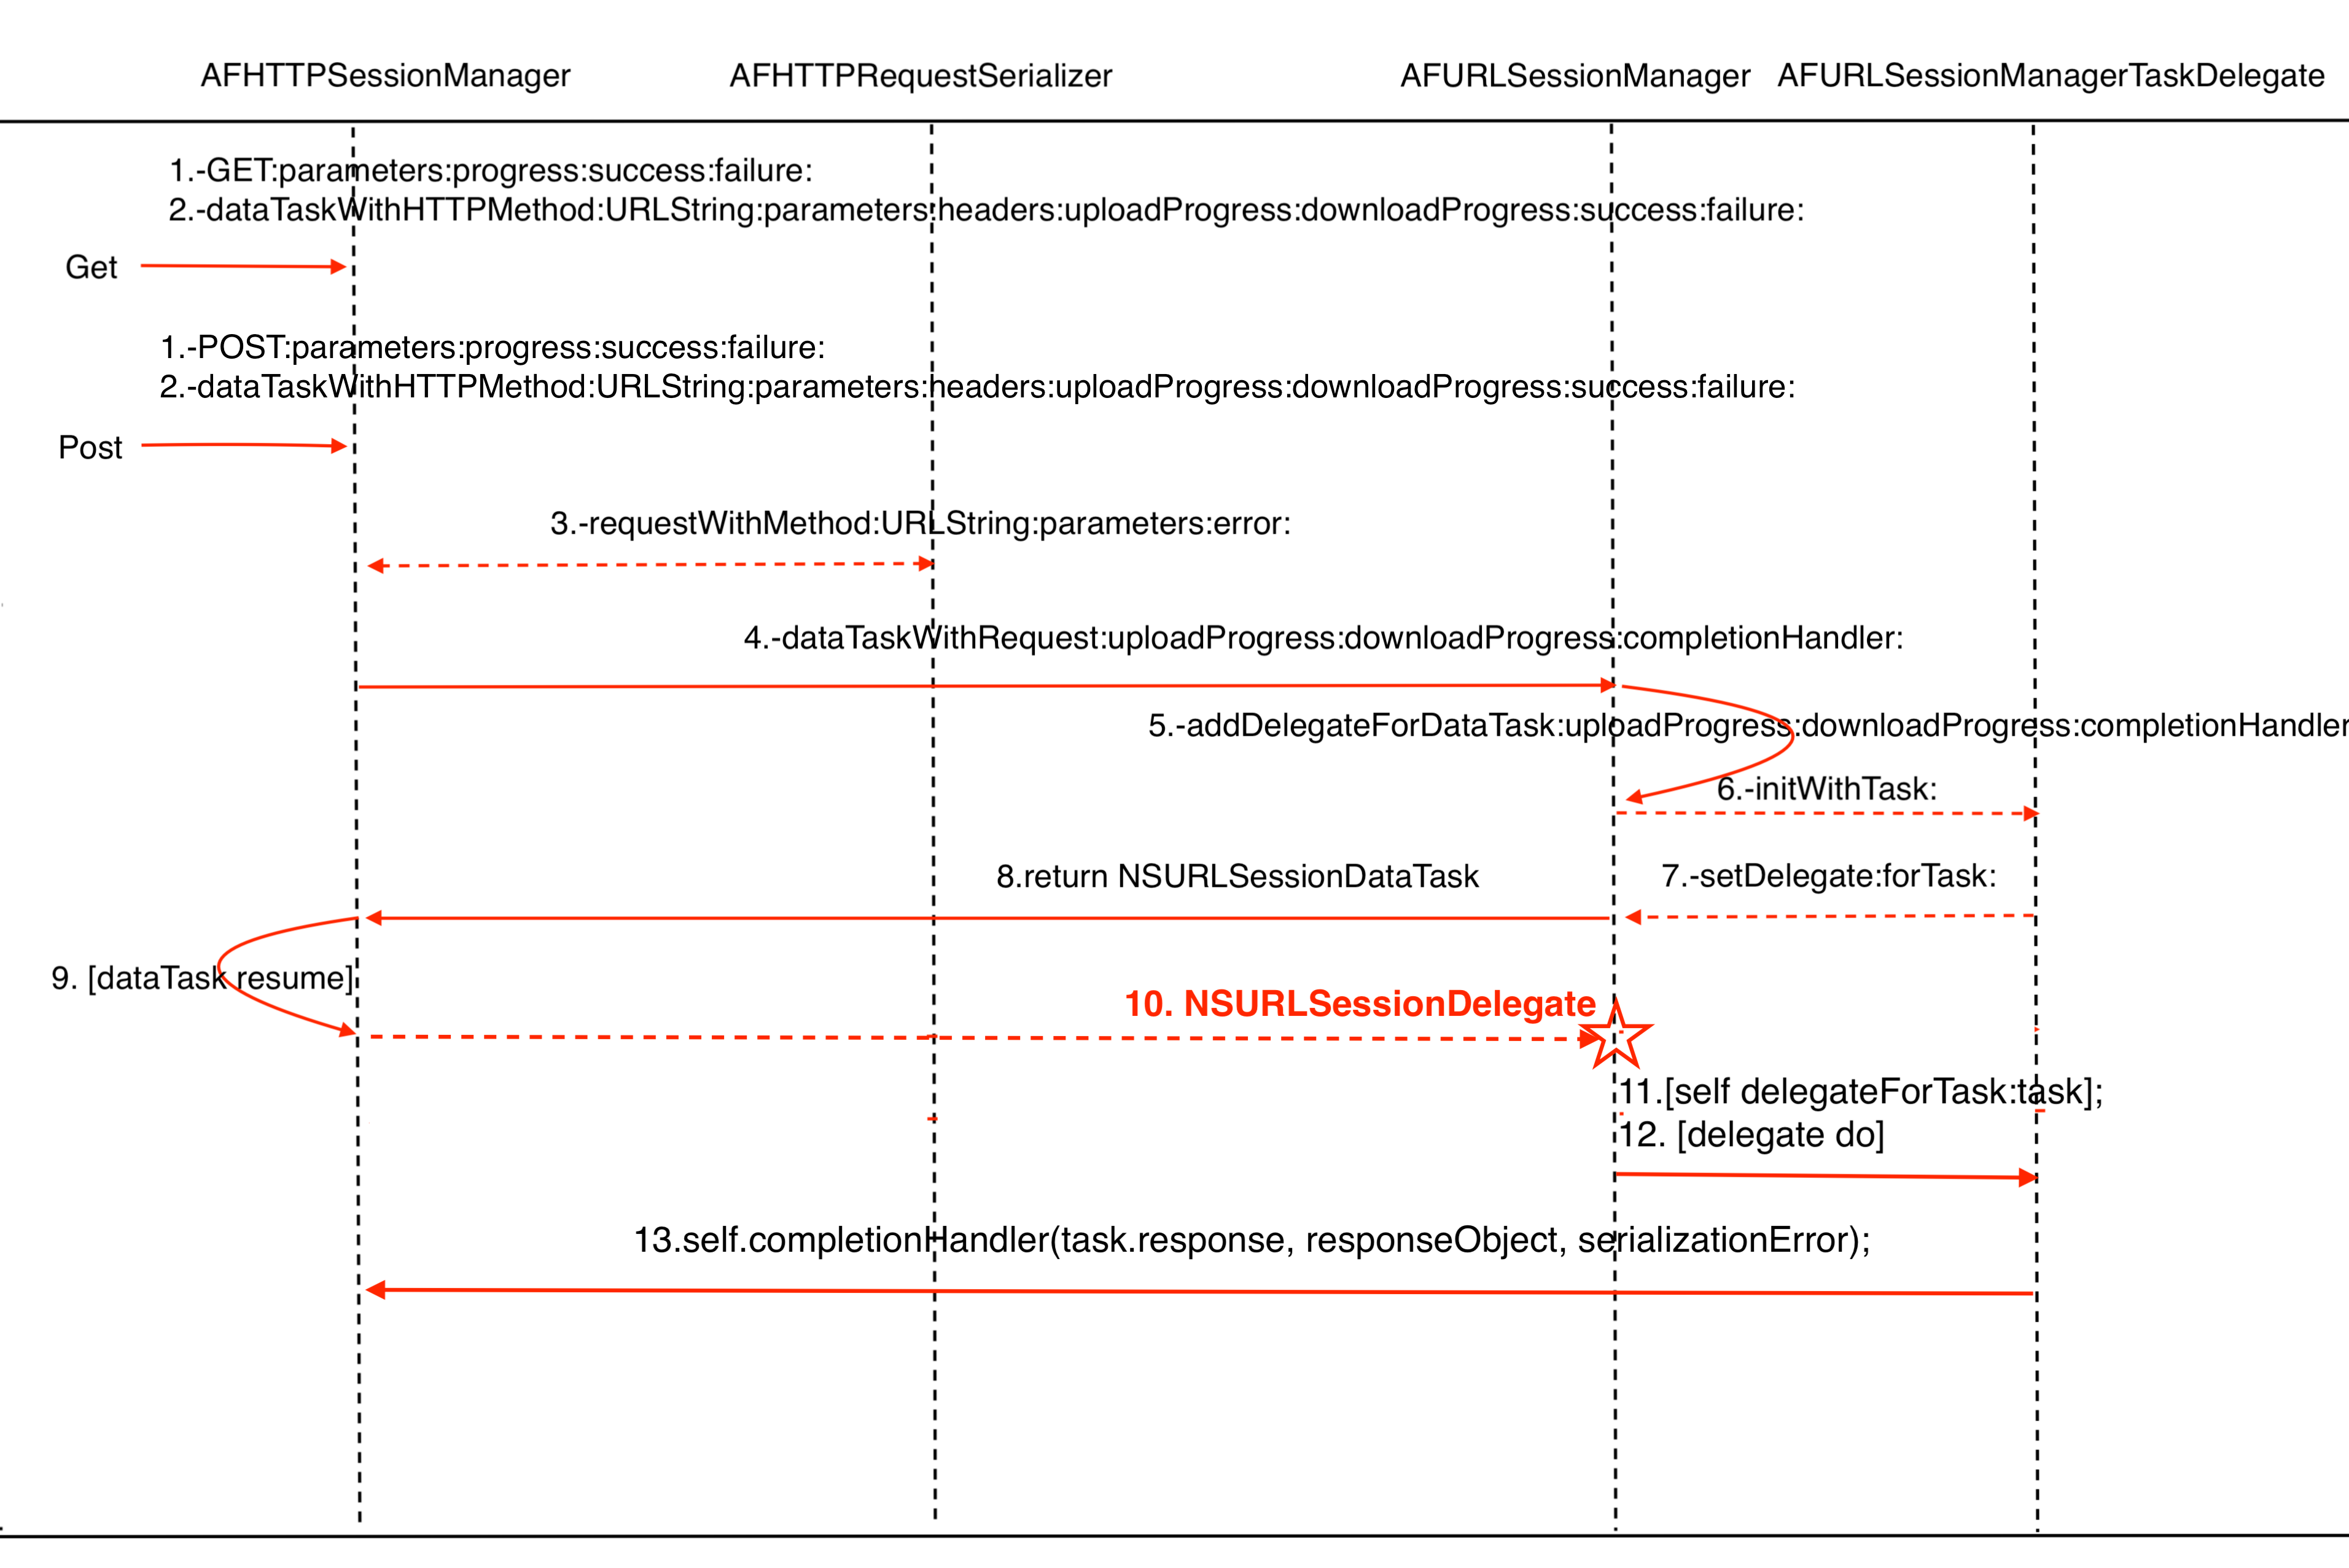 AFHTTPSessionManager
AFHTTPRequestSerializer
AFURLSessionManager
AFURLSessionManagerTaskDelegate
1.-GET:parameters:progress:success:failure:
2.-dataTaskWithHTTPMethod:URLString:parameters:headers:uploadProgress:downloadProgress:success:failure:
Get
1.-POST:parameters:progress:success:failure:
2.-dataTaskWithHTTPMethod:URLString:parameters:headers:uploadProgress:downloadProgress:success:failure:
Post
3.-requestWithMethod:URLString:parameters:error:
4.-dataTaskWithRequest:uploadProgress:downloadProgress:completionHandler:
5.-addDelegateForDataTask:uploadProgress:downloadProgress:completionHandler
6.-initWithTask:
8.return NSURLSessionDataTask
7.-setDelegate:forTask:
9. [dataTask resume]
10. NSURLSessionDelegate
11.[self delegateForTask:task];
12. [delegate do]
13.self.completionHandler(task.response, responseObject, serializationError);